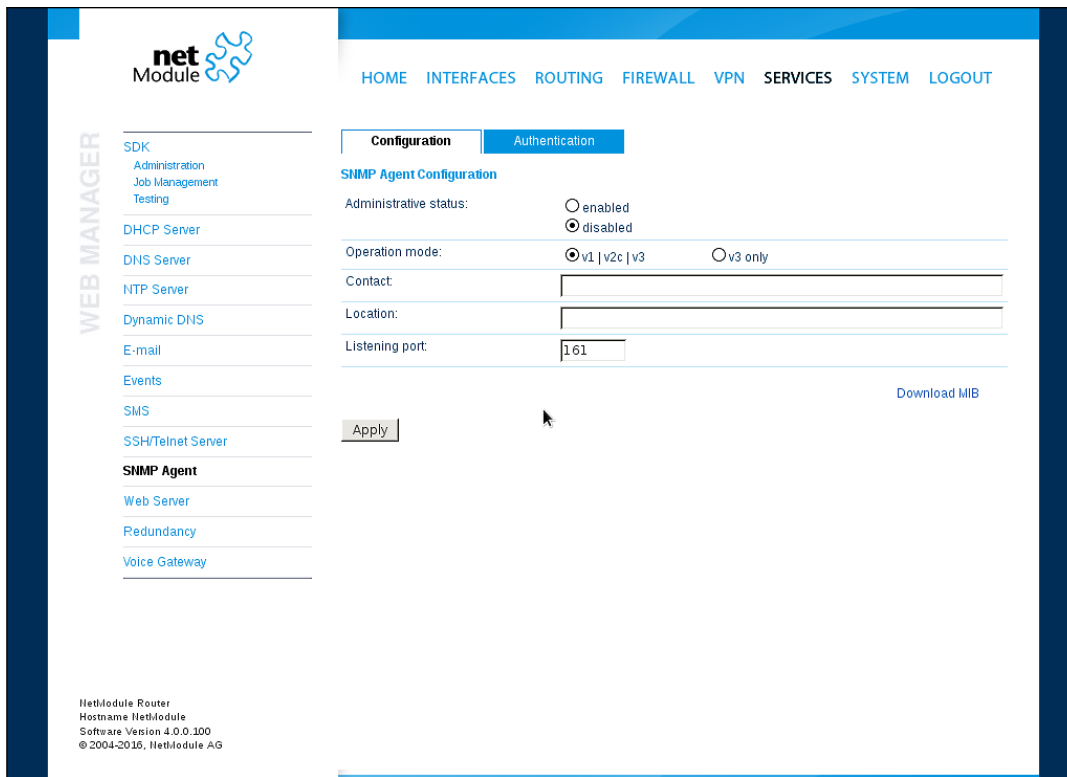 net
Module
HOME INTERFACES ROUTING FIREWALL VPN SERVICES SYSTEM LOGOUT
WEB MANAGER
SDK
Administration
Job Management
Testing
DHCP Server
DNS Server
NTP Server
Dynamic DNS
E-mail
Events
SMS
SSH/Telnet Server
SNMP Agent
Web Server
Redundancy
Voice Gateway
Configuration Authentication
SNMP Agent Configuration
Administrative status: enabled
disabled
Operation mode: v1 | v2c | v3 v3 only
Contact:
Location:
Listening port: 161
Download MIB
Apply
NetModule Router
Hostname NetModule
Software Version 4.0.0.100
© 2004-2016, NetModule AG